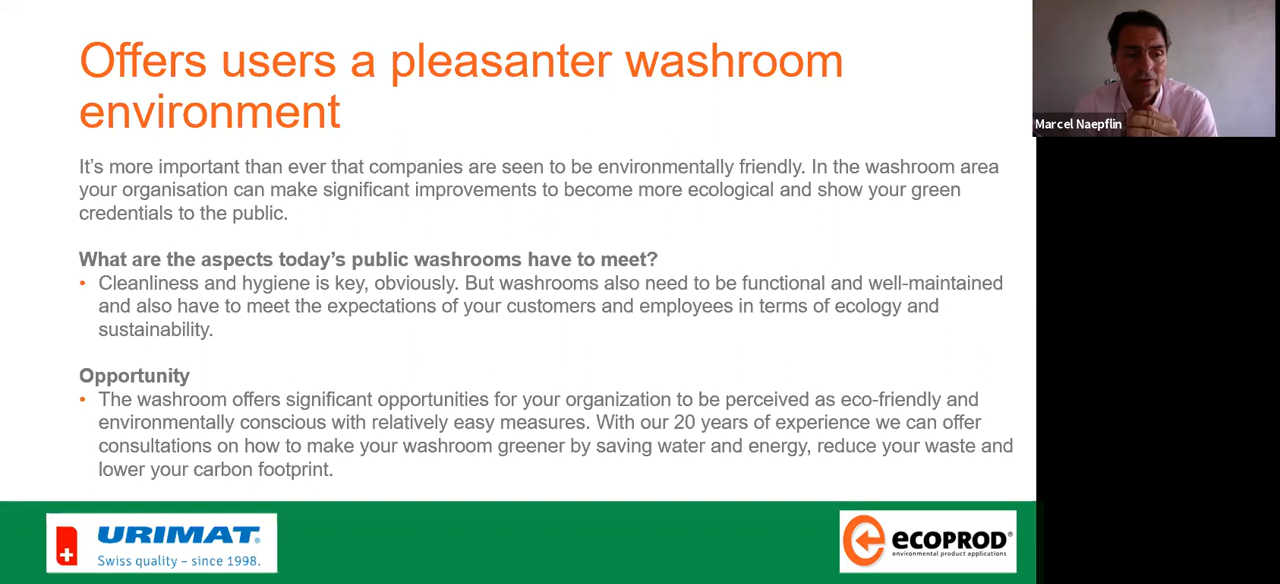 Offers users a pleasanter washroom
environment
Marcel Naepflin
It's more important than ever that companies are seen to be environmentally friendly. In the washroom area
your organisation can make significant improvements to become more ecological and show your green
credentials to the public.
What are the aspects today's public washrooms have to meet?
• Cleanliness and hygiene is key, obviously. But washrooms also need to be functional and well-maintained
and also have to meet the expectations of your customers and employees in terms of ecology and
sustainability.
Opportunity
• The washroom offers significant opportunities for your organization to be perceived as eco-friendly and
environmentally conscious with relatively easy measures. With our 20 years of experience we can offer
consultations on how to make your washroom greener by saving water and energy, reduce your waste and
lower your carbon footprint.
URIMAT®
Swiss quality – since 1998.
ECOPROD®
environmental product applications